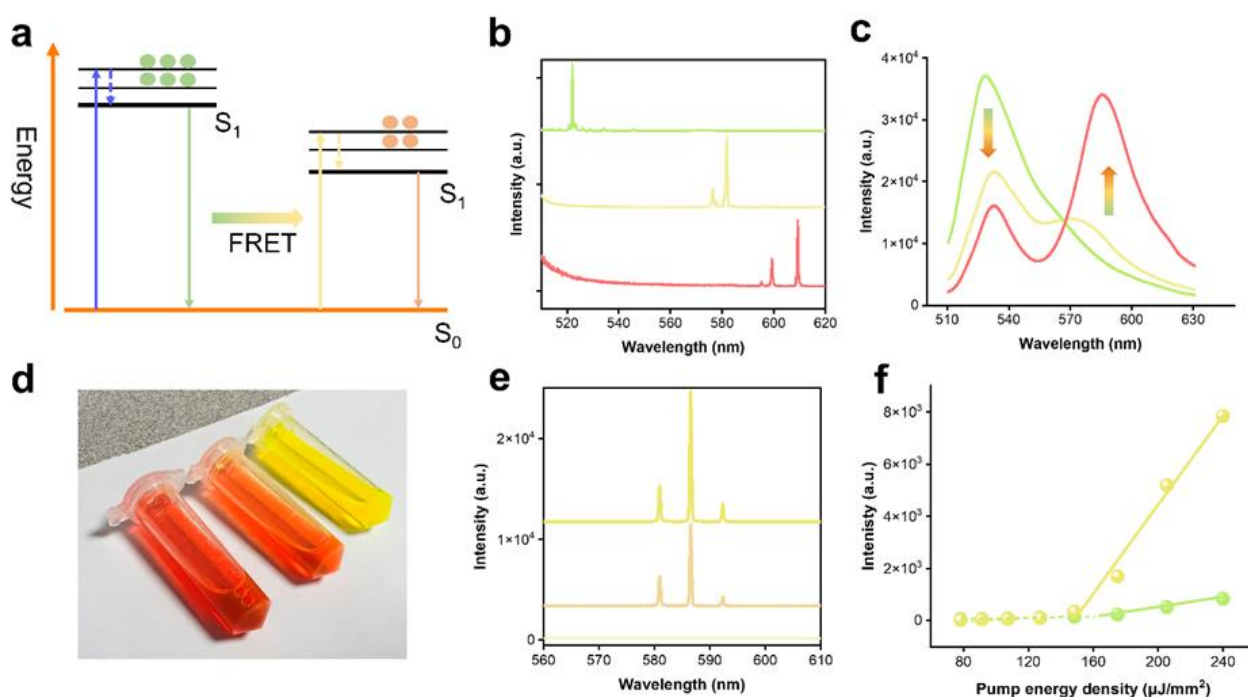 a
Energy
S₁
S₁
FRET
S₀
b
Intensity (a.u.)
520 540 560 580 600 620
Wavelength (nm)
c
4×10⁴
3×10⁴
2×10⁴
1×10⁴
0
Intensity (a.u.)
510 540 570 600 630
Wavelength (nm)
d
e
2×10⁴
1×10⁴
0
Intensity (a.u.)
560 570 580 590 600 610
Wavelength (nm)
f
8×10³
6×10³
4×10³
2×10³
0
Intenisty (a.u.)
80 120 160 200 240
Pump energy density (μJ/mm²)